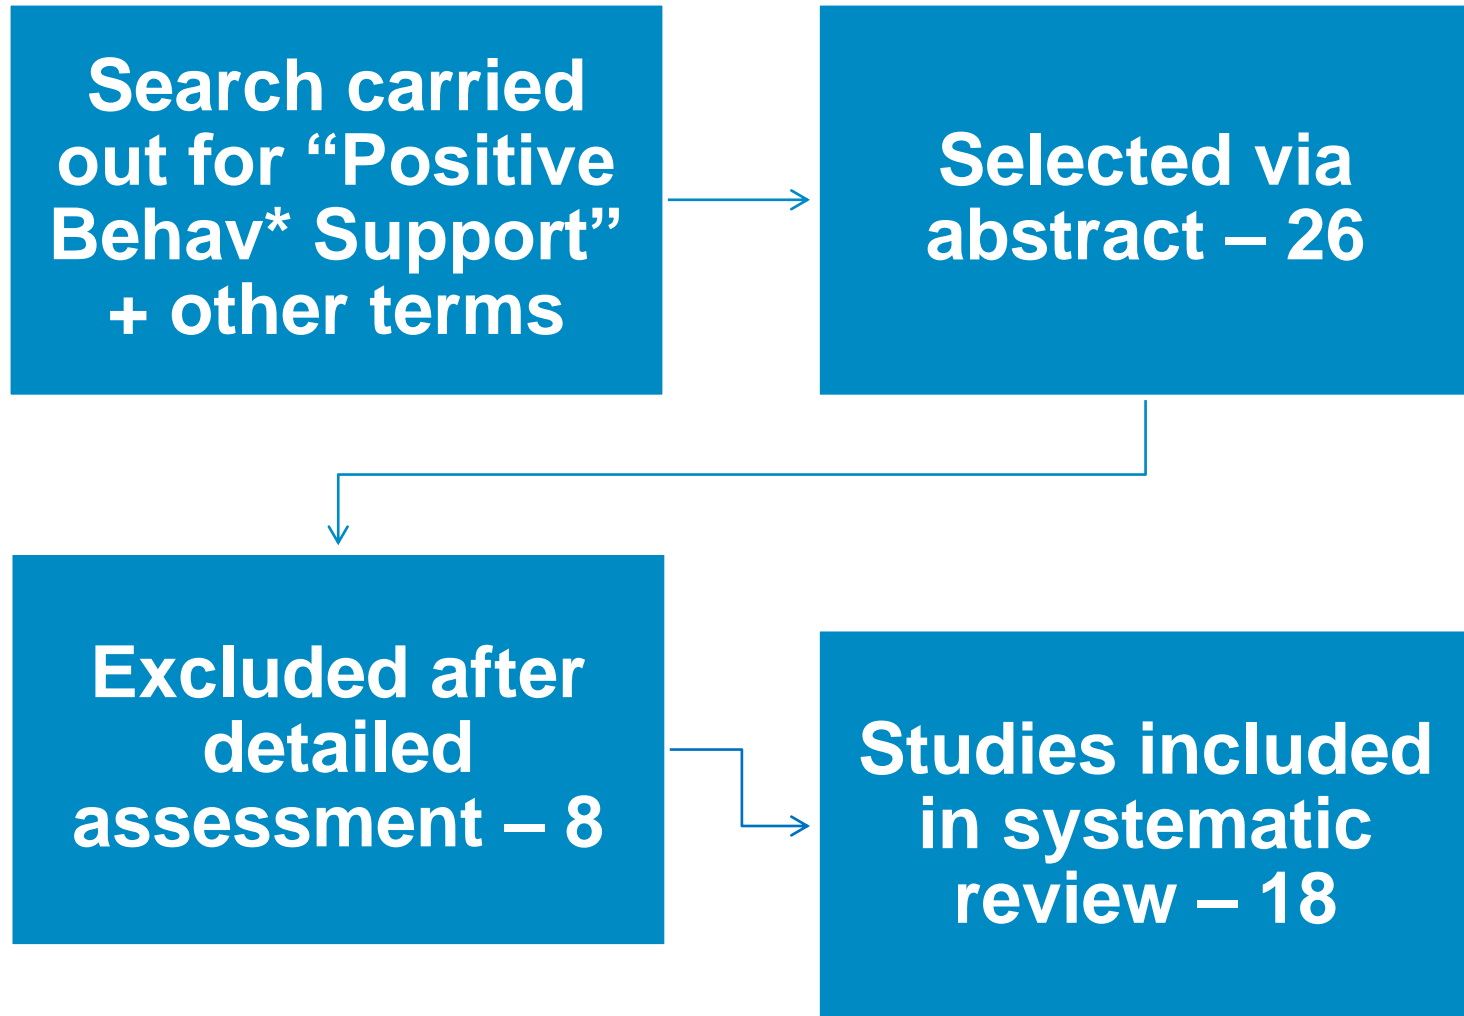 Search carried
out for “Positive
Behav* Support”
+ other terms
Selected via
abstract – 26
Excluded after
detailed
assessment – 8
Studies included
in systematic
review – 18